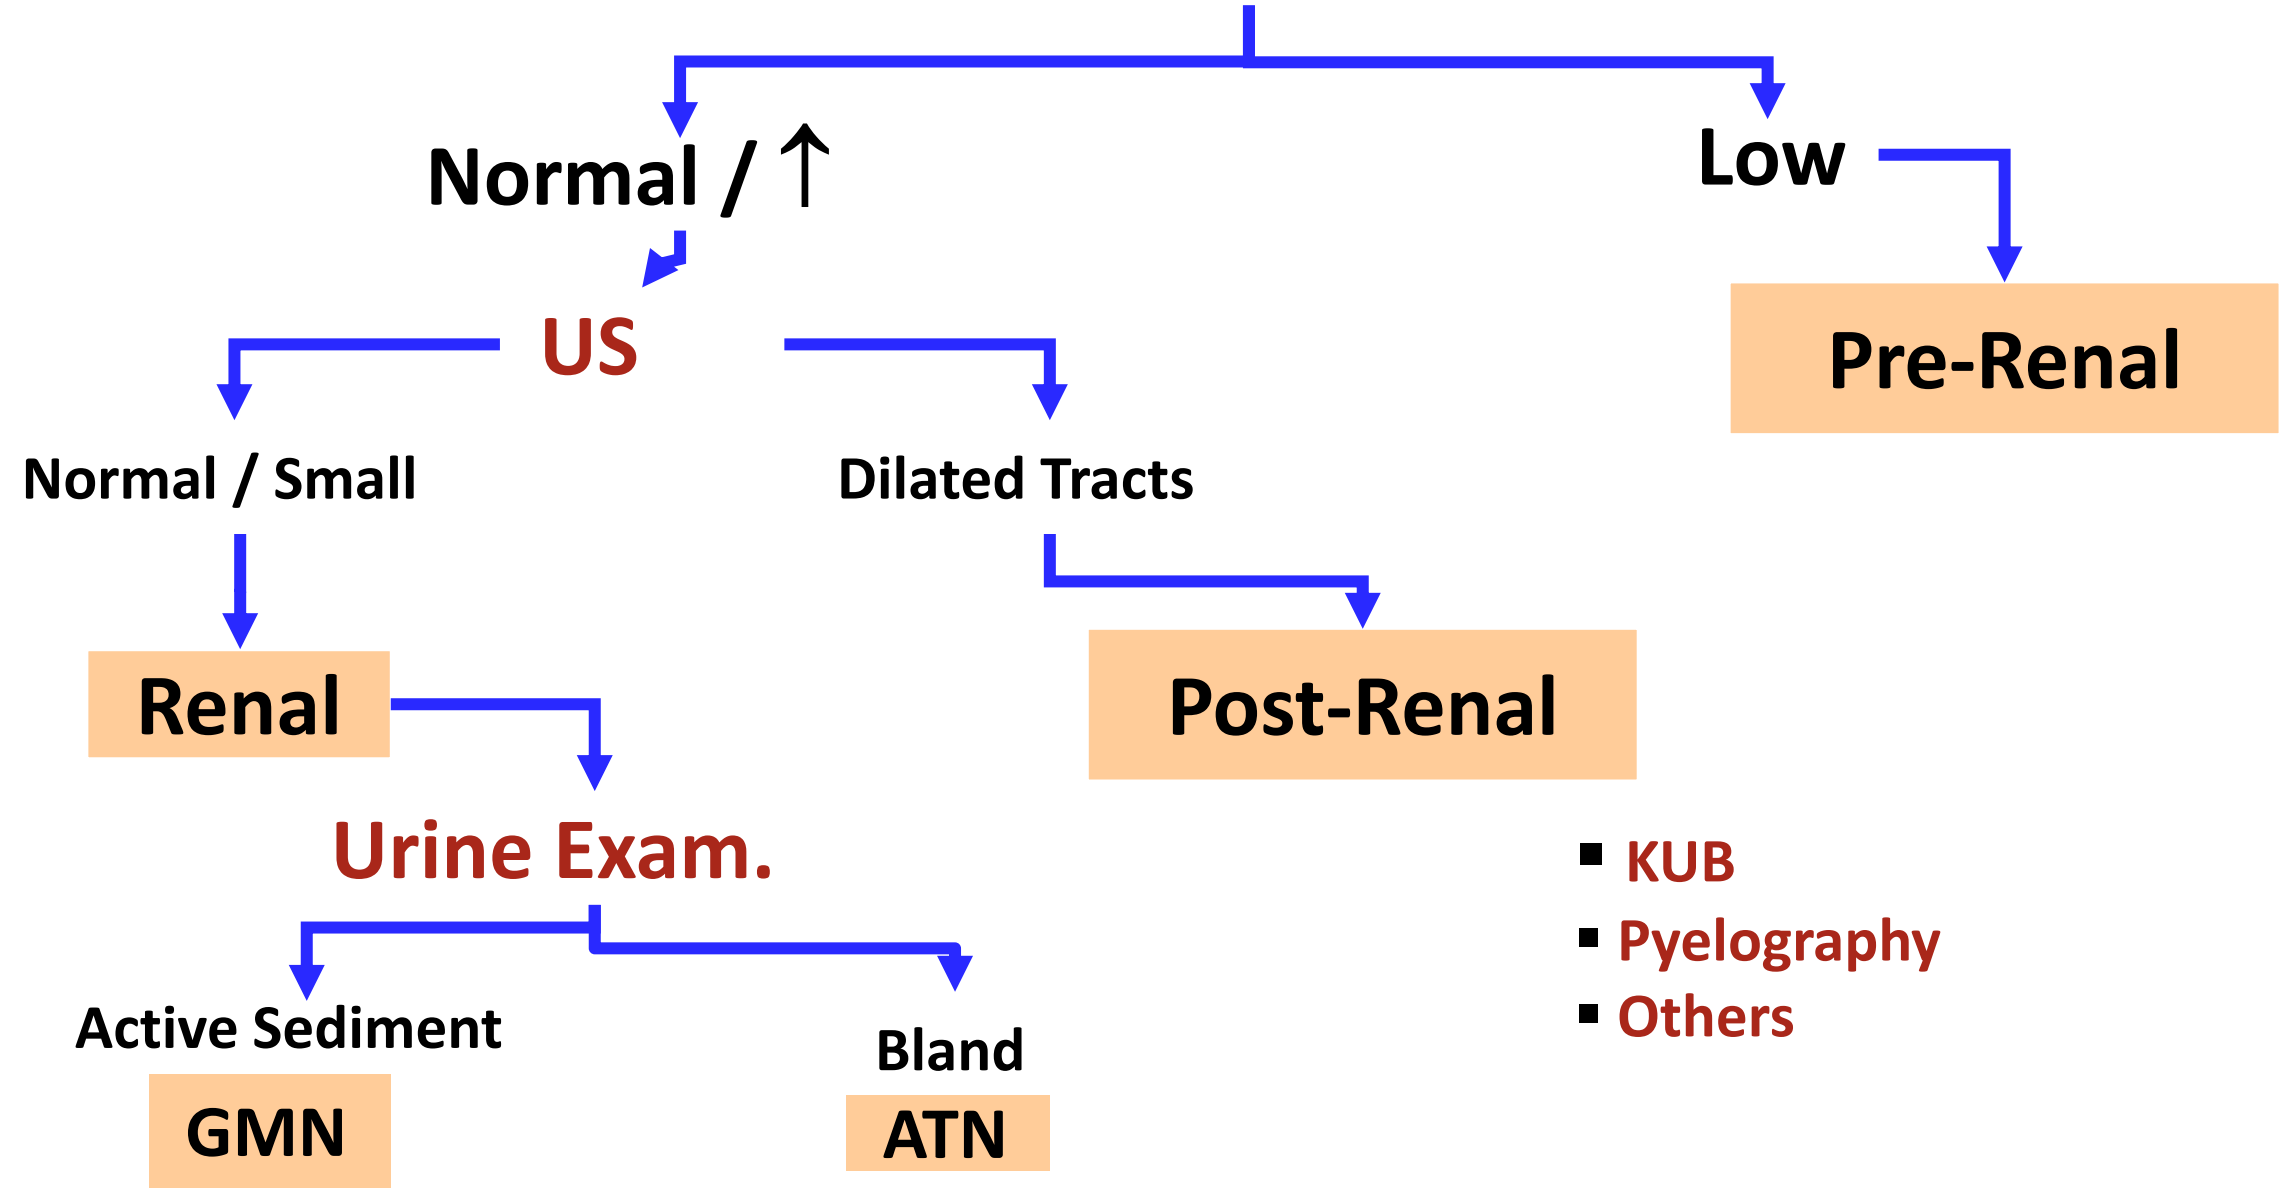 Normal / ↑
Low
US
Pre-Renal
Normal / Small
Dilated Tracts
Renal
Post-Renal
Urine Exam.
▪ KUB
▪ Pyelography
▪ Others
Active Sediment
Bland
GMN
ATN